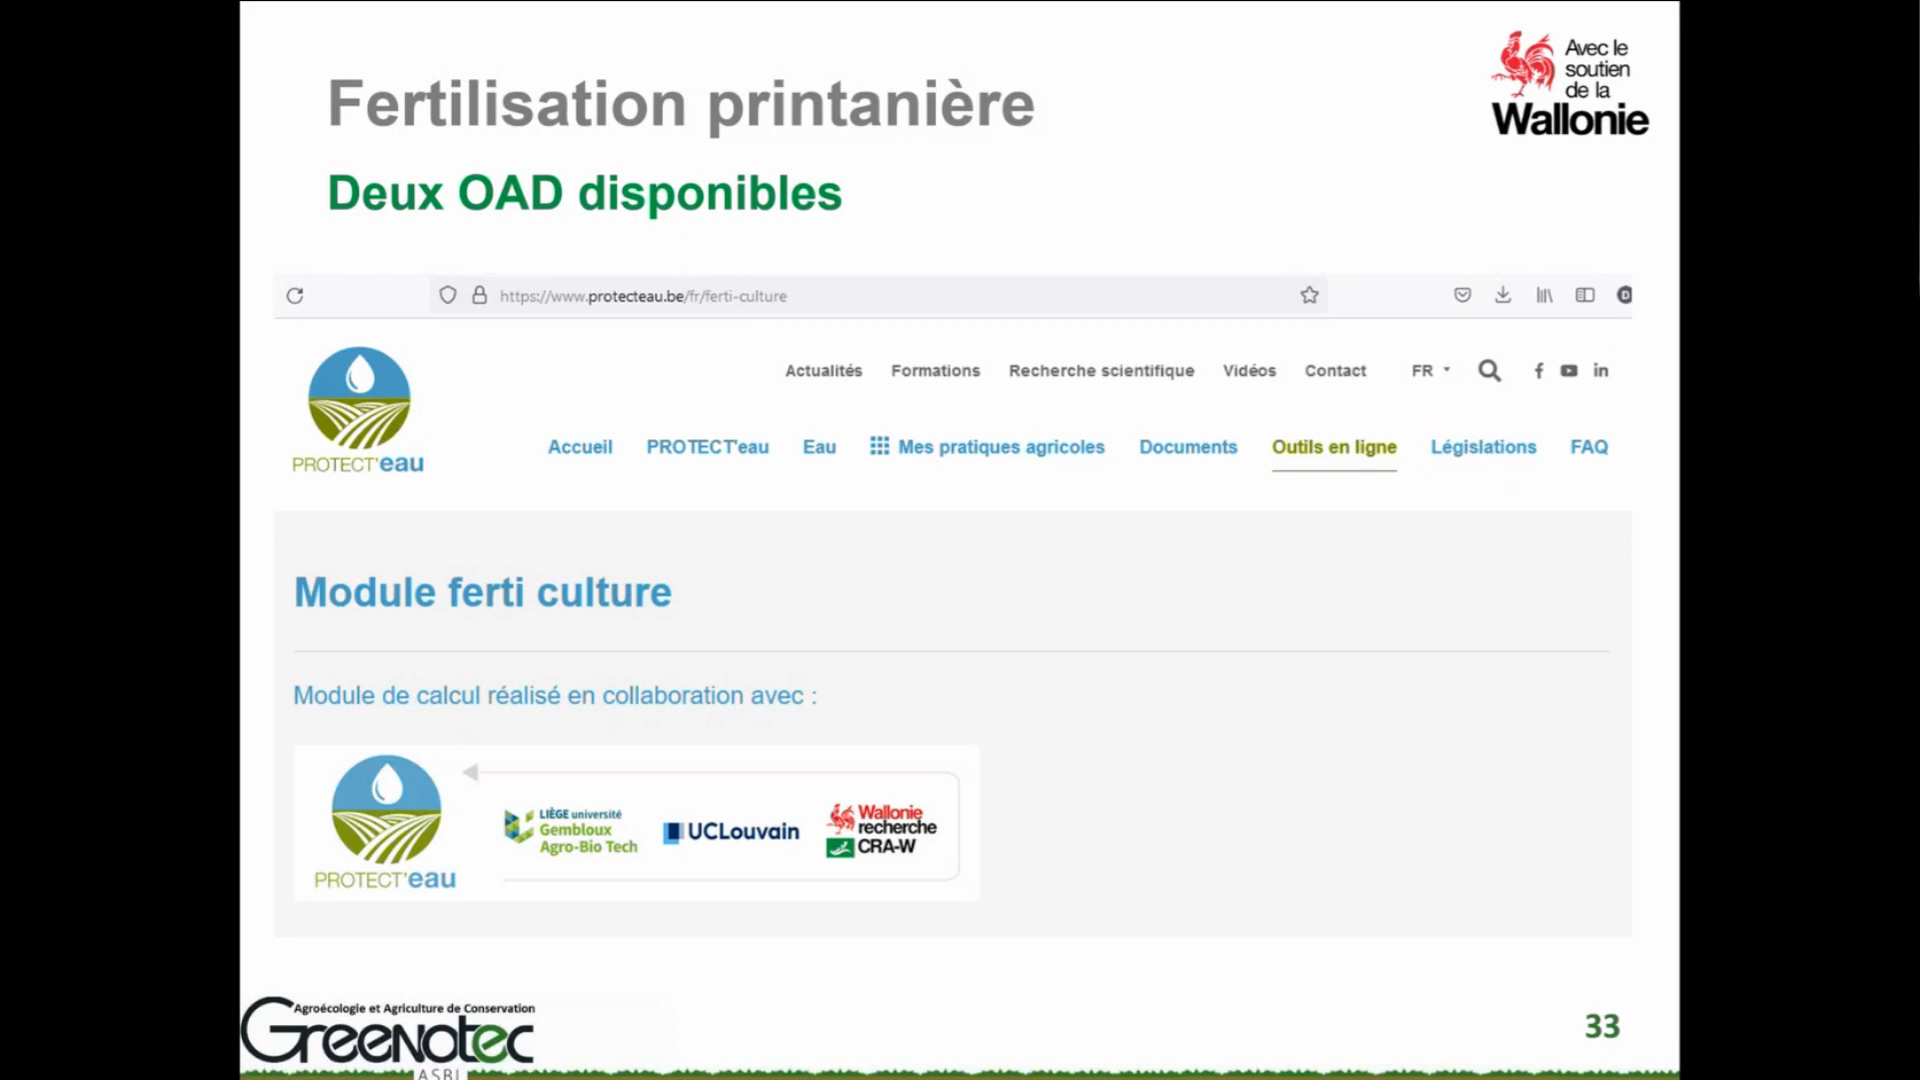 Fertilisation printanière
Avec le
soutien
de la
Wallonie
Deux OAD disponibles
https://www.protecteau.be/fr/ferti-culture
PROTECT'eau
Actualités Formations Recherche scientifique Vidéos Contact FR
Accueil PROTECT'eau Eau Mes pratiques agricoles Documents Outils en ligne Législations FAQ
Module ferti culture
Module de calcul réalisé en collaboration avec :
PROTECT'eau
LIÈGE université
Gembloux
Agro-Bio Tech
UCLouvain
Wallonie
recherche
CRA-W
Agroécologie et Agriculture de Conservation
Greenotec
ASBL
33